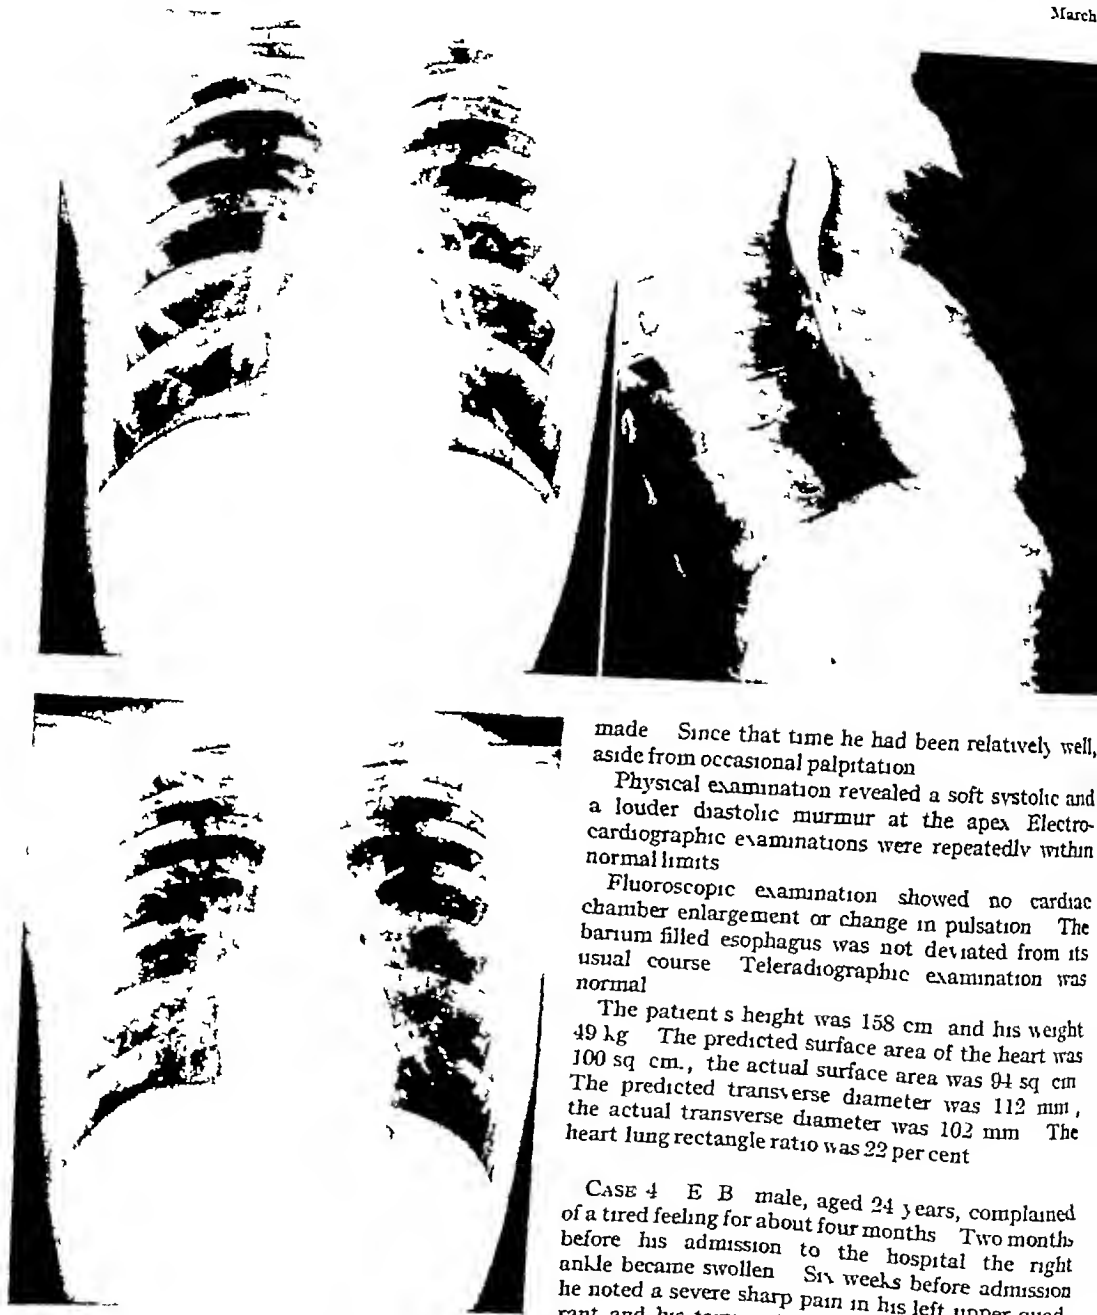 March
made Since that time he had been relatively well,
aside from occasional palpitation
Physical examination revealed a soft systolic and
a louder diastolic murmur at the apex Electro-
cardiographic examinations were repeatedly within
normal limits
Fluoroscopic examination showed no cardiac
chamber enlargement or change in pulsation The
barium filled esophagus was not deviated from its
usual course Teleradiographic examination was
normal
The patient s height was 158 cm and his weight
49 kg The predicted surface area of the heart was
100 sq cm., the actual surface area was 94 sq cm
The predicted transverse diameter was 112 mm,
the actual transverse diameter was 102 mm The
heart lung rectangle ratio was 22 per cent
CASE 4 E B male, aged 24 years, complained
of a tired feeling for about four months Two months
before his admission to the hospital the right
ankle became swollen Six weeks before admission
he noted a severe sharp pain in his left upper quad
rant and his